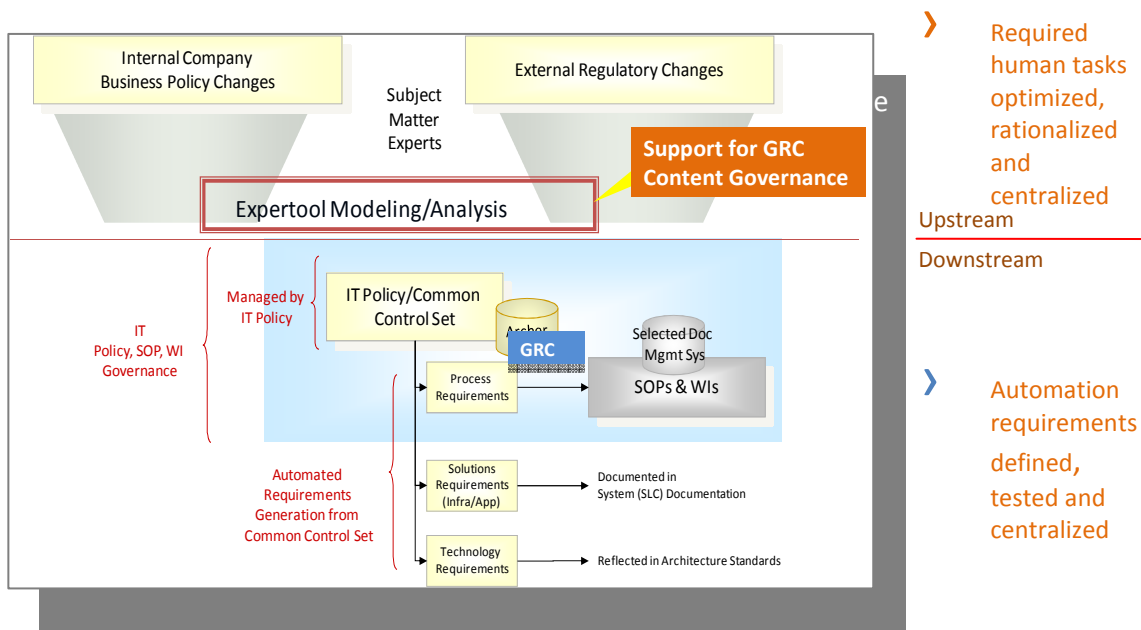 Internal Company
Business Policy Changes
Subject
Matter
Experts
External Regulatory Changes
e
Support for GRC
Content Governance
Expertool Modeling/Analysis
IT
Policy, SOP, WI
Governance
Managed by
IT Policy
IT Policy/Common
Control Set
Archer
GRC
Selected Doc
Mgmt Sys
SOPs & WIs
Process
Requirements
Automated
Requirements
Generation from
Common Control Set
Solutions
Requirements
(Infra/App)
Documented in
System (SLC) Documentation
Technology
Requirements
Reflected in Architecture Standards
❯ Required
human tasks
optimized,
rationalized
and
centralized
Upstream
Downstream
❯ Automation
requirements
defined,
tested and
centralized